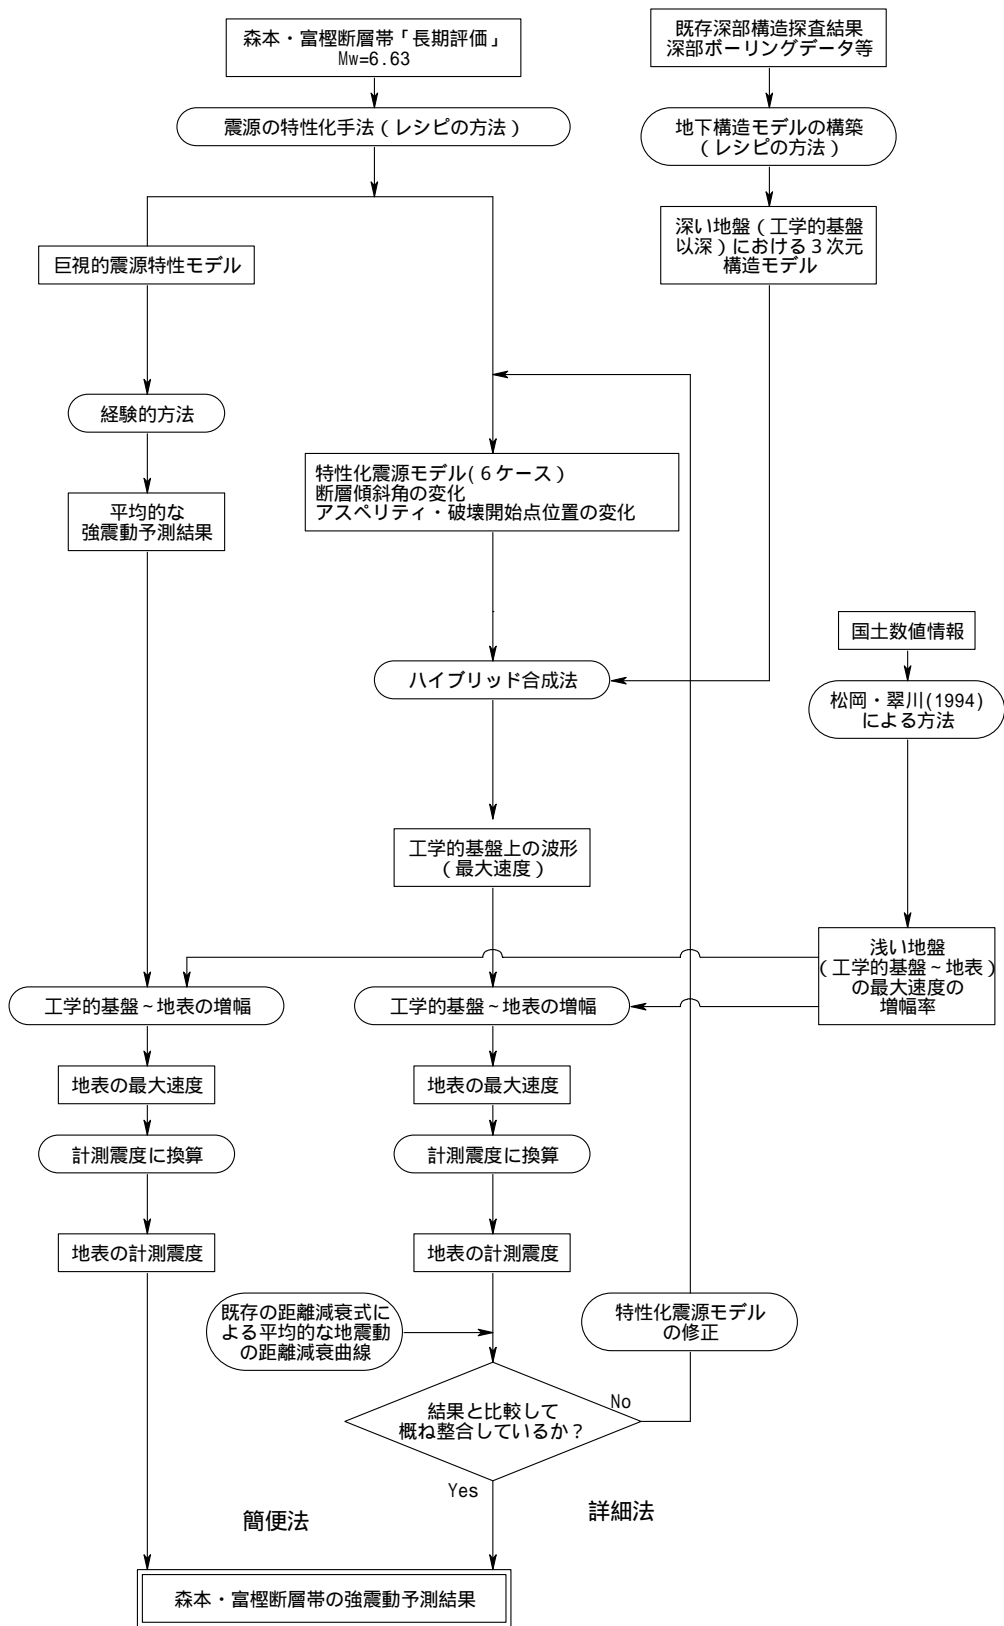 森本・富樫断層帯「長期評価」
Mw=6.63
既存深部構造探査結果
深部ボーリングデータ等
震源の特性化手法(レシピの方法)
地下構造モデルの構築
(レシピの方法)
深い地盤(工学的基盤
以深)における3次元
構造モデル
巨視的震源特性モデル
経験的方法
平均的な
強震動予測結果
特性化震源モデル(6ケース)
断層傾斜角の変化
アスペリティ・破壊開始点位置の変化
国土数値情報
ハイブリッド合成法
松岡・翠川(1994)
による方法
工学的基盤上の波形
(最大速度)
浅い地盤
(工学的基盤~地表)
の最大速度の
増幅率
工学的基盤~地表の増幅
工学的基盤~地表の増幅
地表の最大速度
地表の最大速度
計測震度に換算
計測震度に換算
地表の計測震度
地表の計測震度
既存の距離減衰式に
よる平均的な地震動
の距離減衰曲線
特性化震源モデル
の修正
結果と比較して
概ね整合しているか?
No
Yes
簡便法
詳細法
森本・富樫断層帯の強震動予測結果